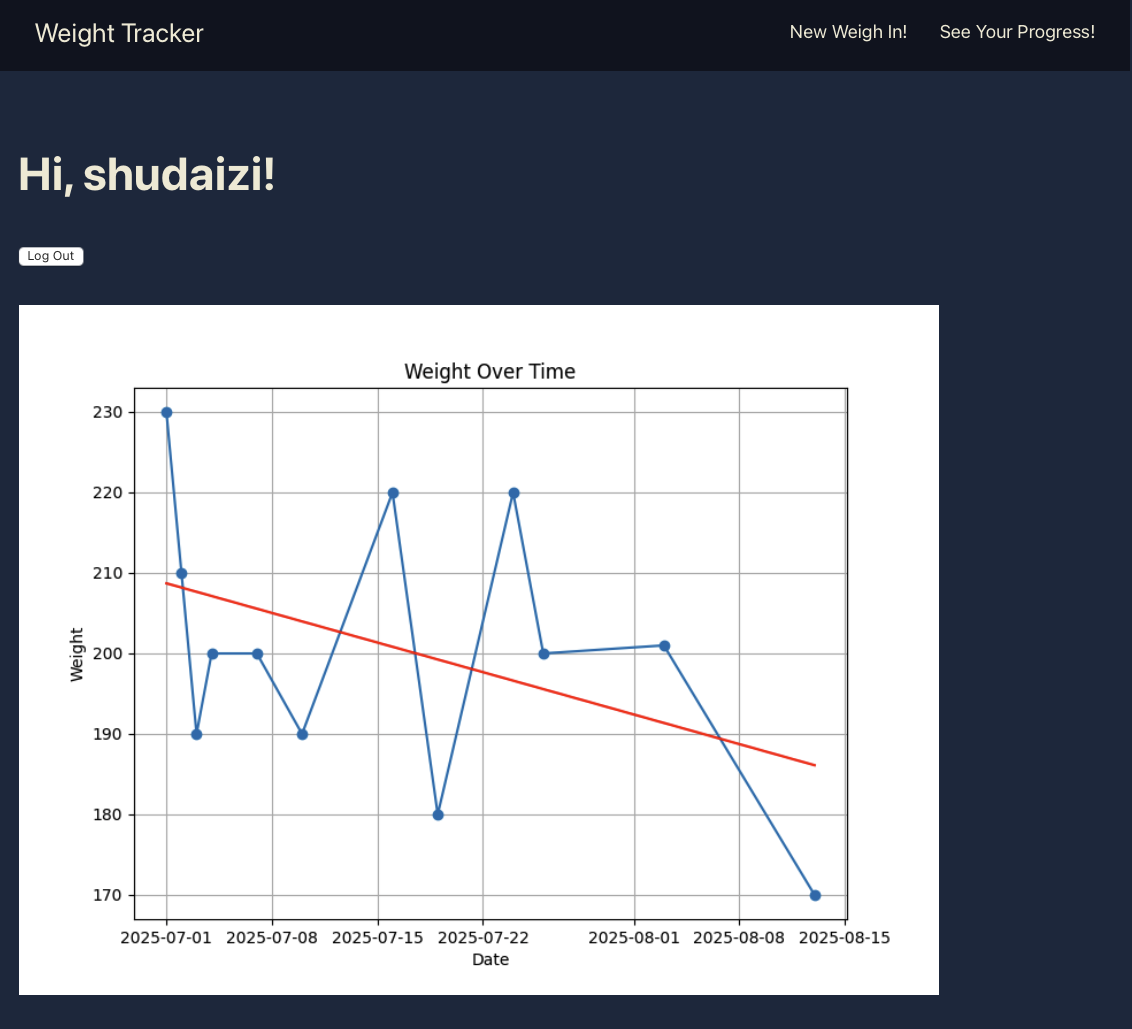 Weight Tracker New Weigh In! See Your Progress!
Hi, shudaizi!
Log Out
Weight Over Time
230
220
210
200
190
180
170
Weight
2025-07-01 2025-07-08 2025-07-15 2025-07-22 2025-08-01 2025-08-08 2025-08-15
Date